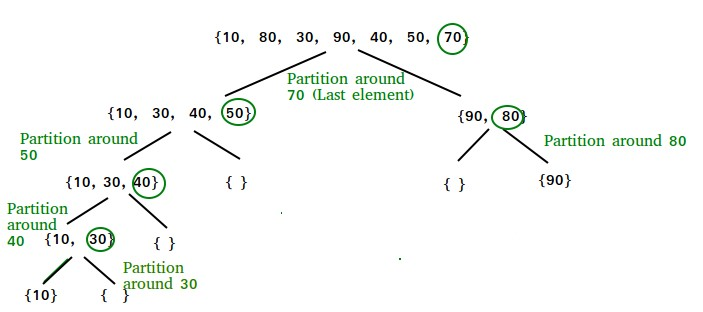 {10, 80, 30, 90, 40, 50, 70}
Partition around
70 (Last element)
{10, 30, 40, 50}
{90, 80}
Partition around
50
Partition around 80
{10, 30, 40}
{ }
{ }
{90}
Partition
around
40
{10, 30}
{ }
Partition
around 30
{10}
{ }